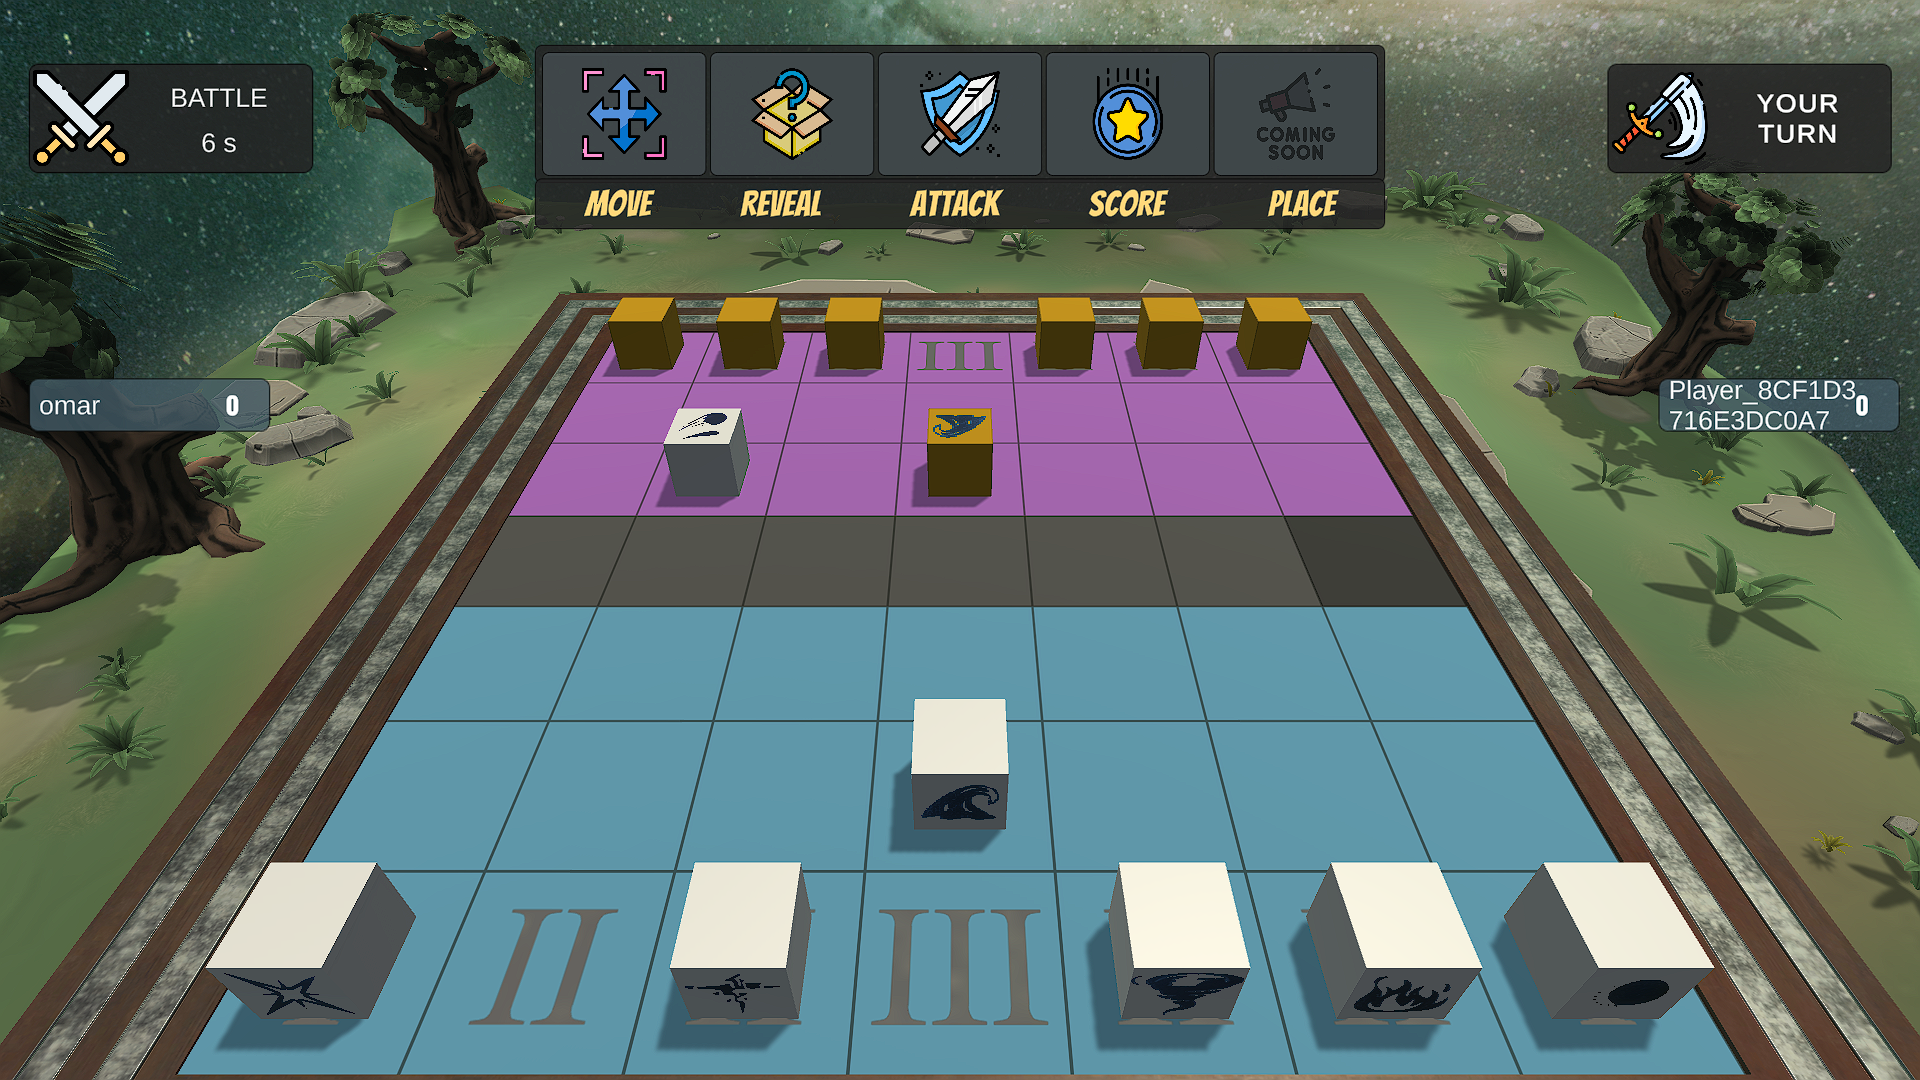 BATTLE
6 s
COMING
SOON
MOVE
REVEAL
ATTACK
SCORE
PLACE
YOUR
TURN
omar
0
Player_8CF1D3
716E3DC0A7
0
III
II
III